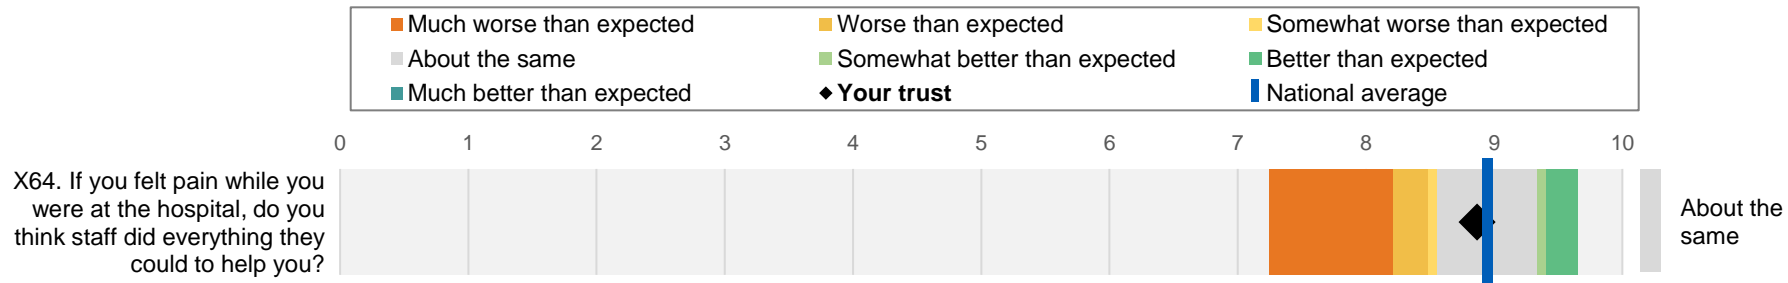 Much worse than expected
Worse than expected
Somewhat worse than expected
About the same
Somewhat better than expected
Better than expected
Much better than expected
Your trust
National average
0 1 2 3 4 5 6 7 8 9 10
X64. If you felt pain while you
were at the hospital, do you
think staff did everything they
could to help you?
About the
same